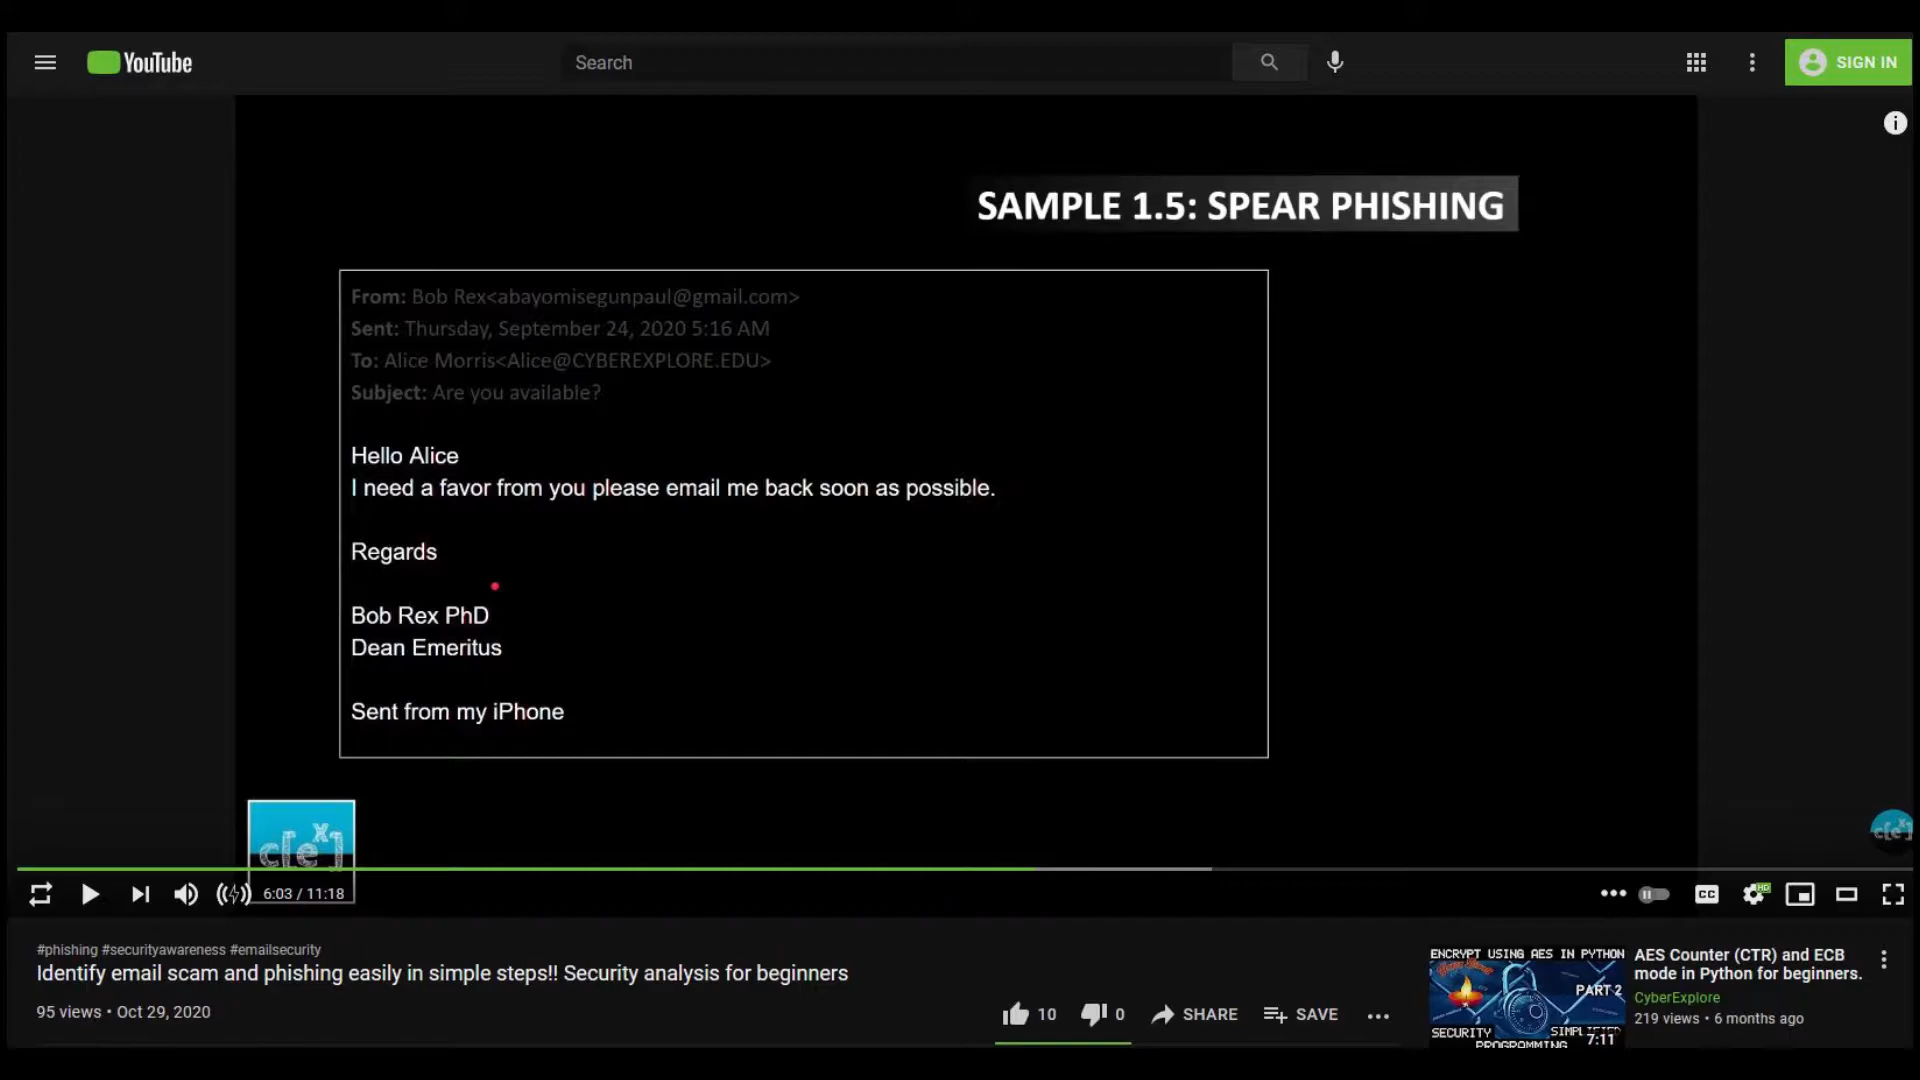 YouTube
Search
SIGN IN
SAMPLE 1.5: SPEAR PHISHING
From: Bob Rex<abayomisegunpaul@gmail.com>
Sent: Thursday, September 24, 2020 5:16 AM
To: Alice Morris<Alice@CYBEREXPLORE.EDU>
Subject: Are you available?
Hello Alice
I need a favor from you please email me back soon as possible.
Regards
Bob Rex PhD
Dean Emeritus
Sent from my iPhone
c[e^x]
c[e^x]
6:03 / 11:18
CC
HD
#phishing #securityawareness #emailsecurity
Identify email scam and phishing easily in simple steps!! Security analysis for beginners
95 views • Oct 29, 2020
10
0
SHARE
SAVE
ENCRYPT USING AES IN PYTHON
PART 2
SECURITY SIMPLIFIED
PROGRAMMING
7:11
AES Counter (CTR) and ECB
mode in Python for beginners.
CyberExplore
219 views • 6 months ago